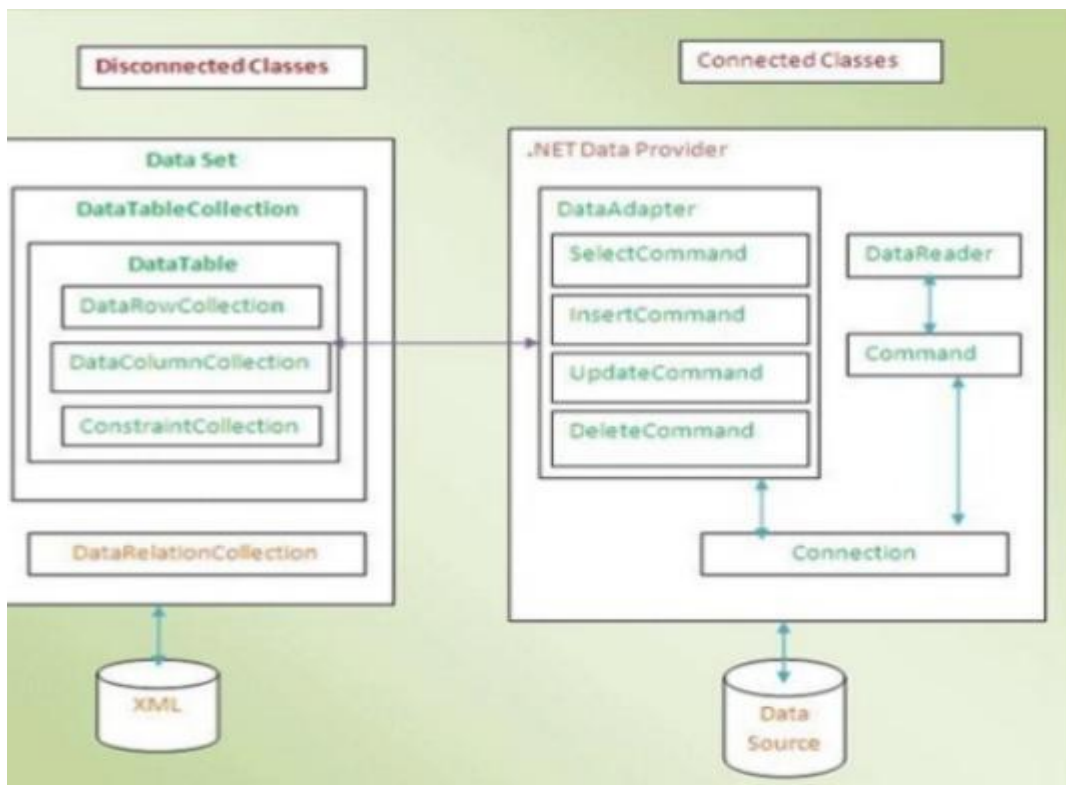 Disconnected Classes
Connected Classes
Data Set
DataTableCollection
DataTable
DataRowCollection
DataColumnCollection
ConstraintCollection
DataRelationCollection
XML
.NET Data Provider
DataAdapter
SelectCommand
InsertCommand
UpdateCommand
DeleteCommand
DataReader
Command
Connection
Data
Source